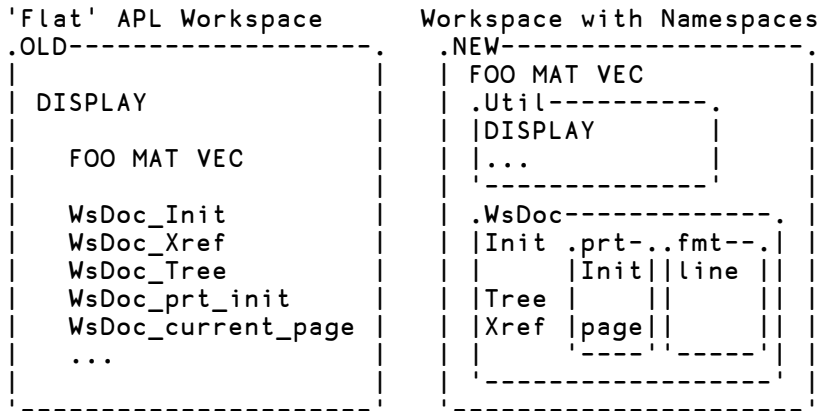 'Flat' APL Workspace      Workspace with Namespaces
.OLD-------------------.   .NEW-------------------.
|                      |   | FOO MAT VEC          |
| DISPLAY              |   | .Util----------.     |
|                      |   | |DISPLAY       |     |
|   FOO MAT VEC        |   | |...           |     |
|                      |   | '--------------'     |
|   WsDoc_Init         |   | .WsDoc-------------. |
|   WsDoc_Xref         |   | |Init .prt-..fmt--.| |
|   WsDoc_Tree         |   | |     |Init||line || |
|   WsDoc_prt_init     |   | |Tree |    ||     || |
|   WsDoc_current_page |   | |Xref |page||     || |
|   ...                |   | |     '----''-----'| |
|                      |   | '------------------' |
'----------------------'   '----------------------'